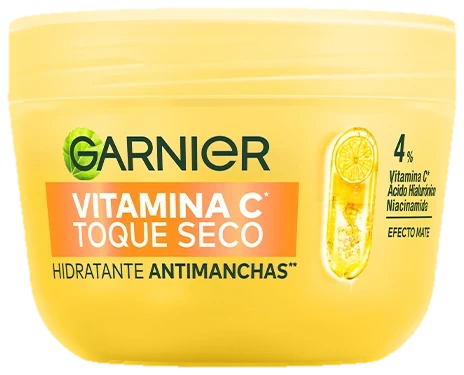 GARNIER
VITAMINA C*
TOQUE SECO
HIDRATANTE ANTIMANCHAS**
4%
Vitamina C*
Ácido Hialurónico
Niacinamida
EFECTO MATE